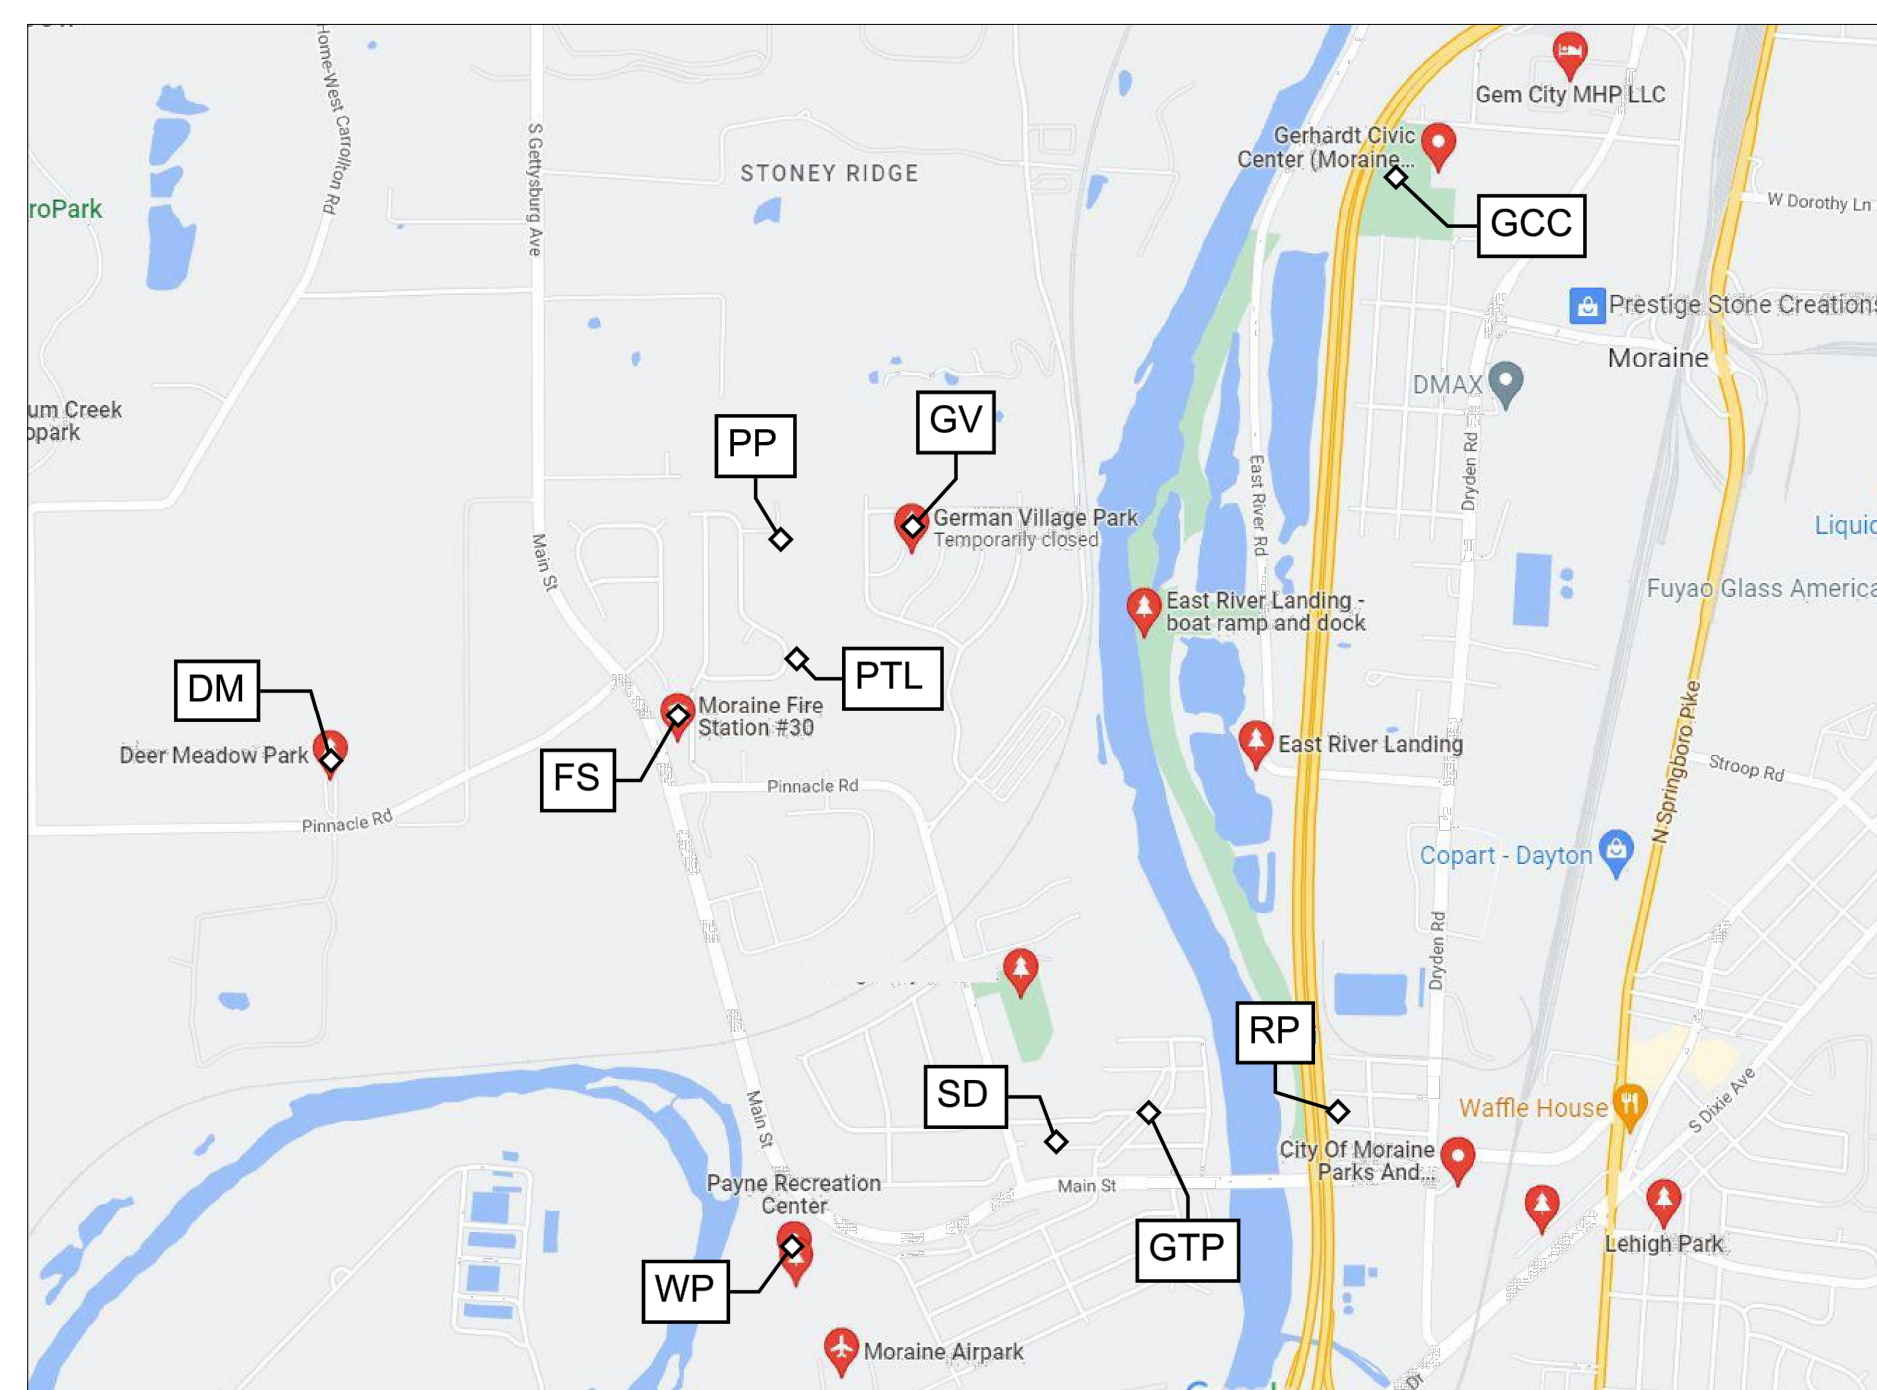 Home-West Carrollton Rd
S Gettysburg Ave
STONEY RIDGE
Gem City MHP LLC
Gerhardt Civic
Center (Moraine...
GCC
W Dorothy Ln
roPark
Prestige Stone Creations
Moraine
DMAX
um Creek
opark
PP
GV
German Village Park
Temporarily closed
East River Rd
Dryden Rd
Liquid
Main St
Fuyao Glass America
East River Landing -
boat ramp and dock
DM
PTL
Deer Meadow Park
Moraine Fire
Station #30
FS
East River Landing
N Springboro Pike
Stroop Rd
Pinnacle Rd
Pinnacle Rd
Copart - Dayton
Dryden Rd
RP
SD
Waffle House
S Dixie Ave
Main St
City Of Moraine
Parks And...
Payne Recreation
Center
Main St
GTP
Lehigh Park
WP
Moraine Airpark
Dr